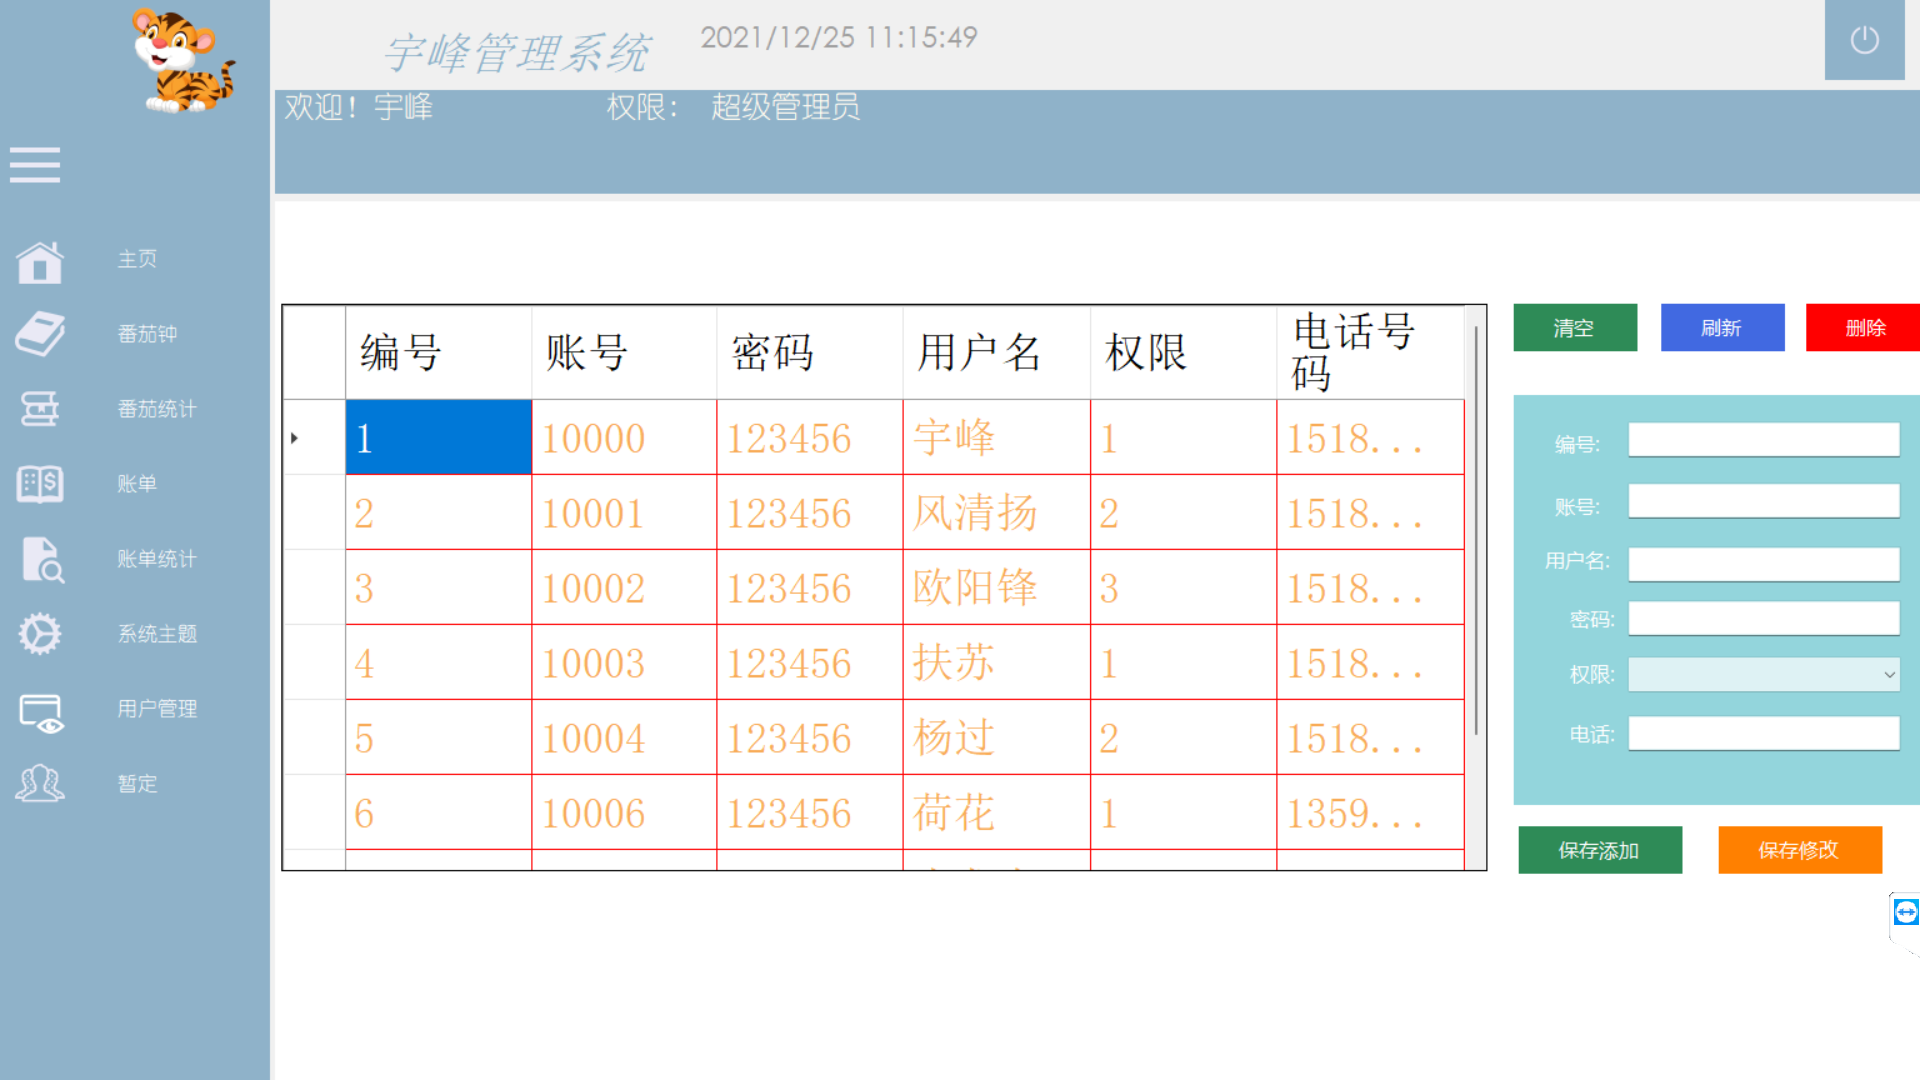 宇峰管理系统
2021/12/25 11:15:49
欢迎！宇峰 权限： 超级管理员
主页
番茄钟
番茄统计
账单
账单统计
系统主题
用户管理
暂定
编号 账号 密码 用户名 权限 电话号码
1 10000 123456 宇峰 1 1518...
2 10001 123456 风清扬 2 1518...
3 10002 123456 欧阳锋 3 1518...
4 10003 123456 扶苏 1 1518...
5 10004 123456 杨过 2 1518...
6 10006 123456 荷花 1 1359...
清空 刷新 删除
编号:
账号:
用户名:
密码:
权限:
电话:
保存添加 保存修改